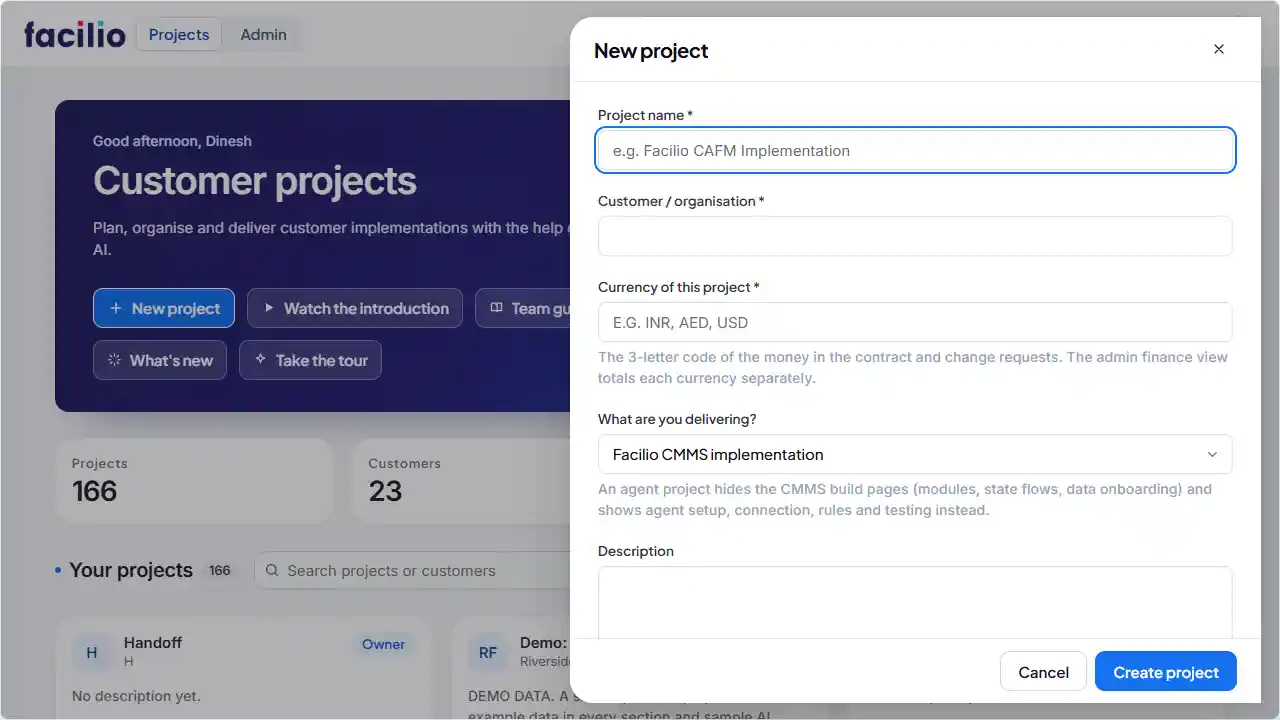 facilio
Projects
Admin
Good afternoon, Dinesh
Customer projects
Plan, organise and deliver customer implementations with the help
AI.
New project
Watch the introduction
Team gu
What's new
Take the tour
Projects
166
Customers
23
Your projects
166
Search projects or customers
H
Handoff
H
Owner
No description yet.
RF
Demo:
Riverside
DEMO DATA. A
example data in every section and sample AI
New project
Project name *
e.g. Facilio CAFM Implementation
Customer / organisation *
Currency of this project *
E.G. INR, AED, USD
The 3-letter code of the money in the contract and change requests. The admin finance view
totals each currency separately.
What are you delivering?
Facilio CMMS implementation
An agent project hides the CMMS build pages (modules, state flows, data onboarding) and
shows agent setup, connection, rules and testing instead.
Description
Cancel
Create project